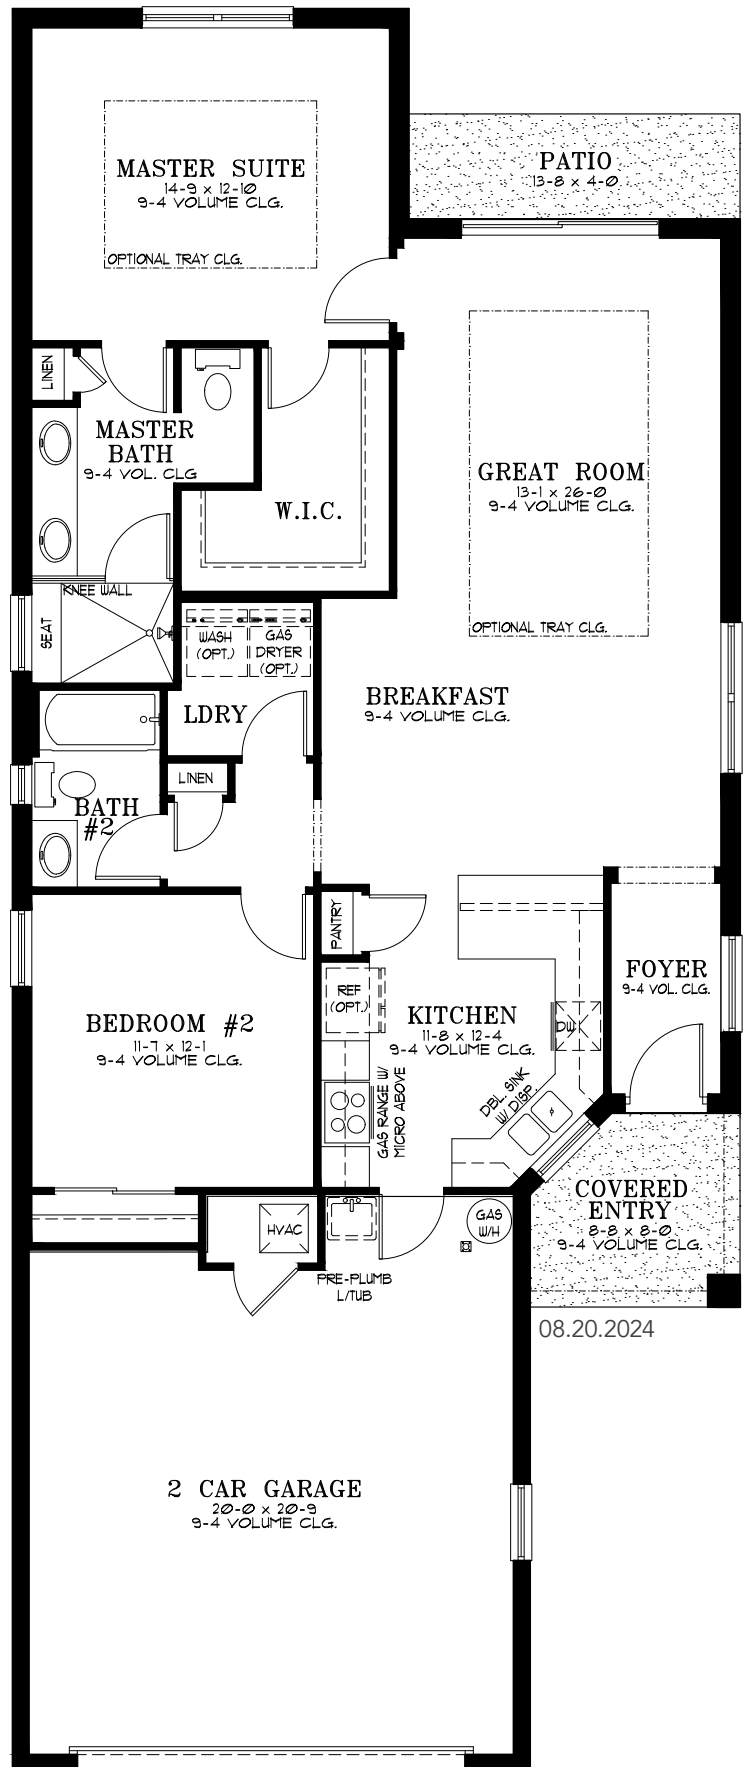 MASTER SUITE
14-9 x 12-10
9-4 VOLUME CLG.
OPTIONAL TRAY CLG.
PATIO
13-8 x 4-0
LINEN
MASTER
BATH
9-4 VOL. CLG
W.I.C.
GREAT ROOM
13-1 x 26-0
9-4 VOLUME CLG.
OPTIONAL TRAY CLG.
KNEE WALL
SEAT
WASH
(OPT.)
GAS
DRYER
(OPT.)
LDRY
BREAKFAST
9-4 VOLUME CLG.
LINEN
BATH
#2
PANTRY
FOYER
9-4 VOL. CLG.
REF
(OPT.)
KITCHEN
11-8 x 12-4
9-4 VOLUME CLG.
DW
BEDROOM #2
11-7 x 12-1
9-4 VOLUME CLG.
GAS RANGE W/
MICRO ABOVE
DBL. SINK
W/ DISP.
COVERED
ENTRY
8-8 x 8-0
9-4 VOLUME CLG.
HVAC
GAS
W/H
PRE-PLUMB
L/TUB
08.20.2024
2 CAR GARAGE
20-0 x 20-9
9-4 VOLUME CLG.